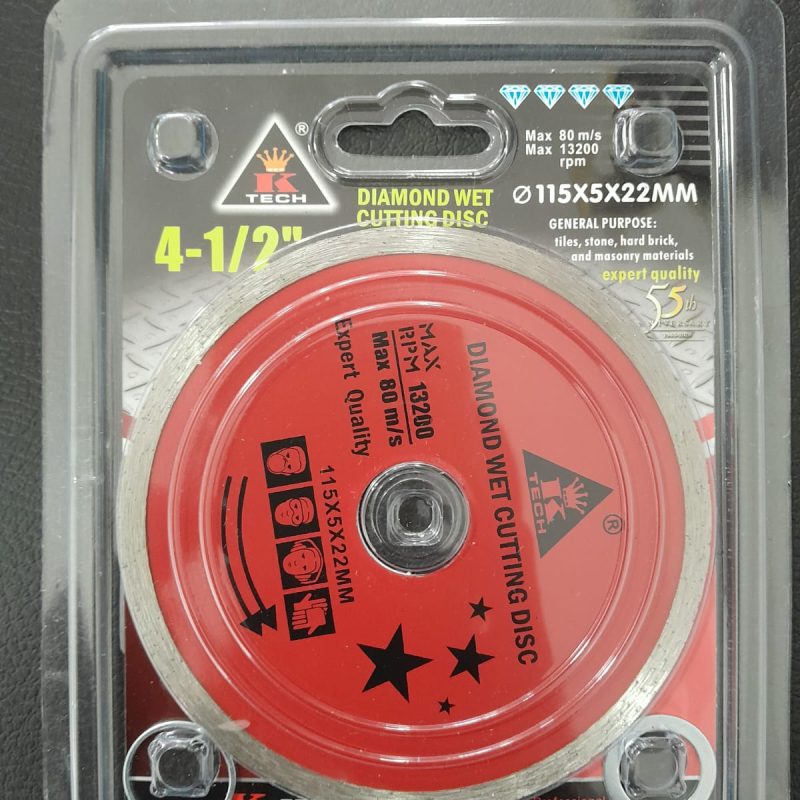 K
TECH
®
4-1/2"
DIAMOND WET
CUTTING DISC
Max 80 m/s
Max 13200
rpm
Ø 115X5X22MM
GENERAL PURPOSE:
tiles, stone, hard brick,
and masonry materials
expert quality
55th
MAX
RPM 13200
Max 80 m/s
Expert Quality
115X5X22MM
DIAMOND WET CUTTING DISC
K
TECH
®